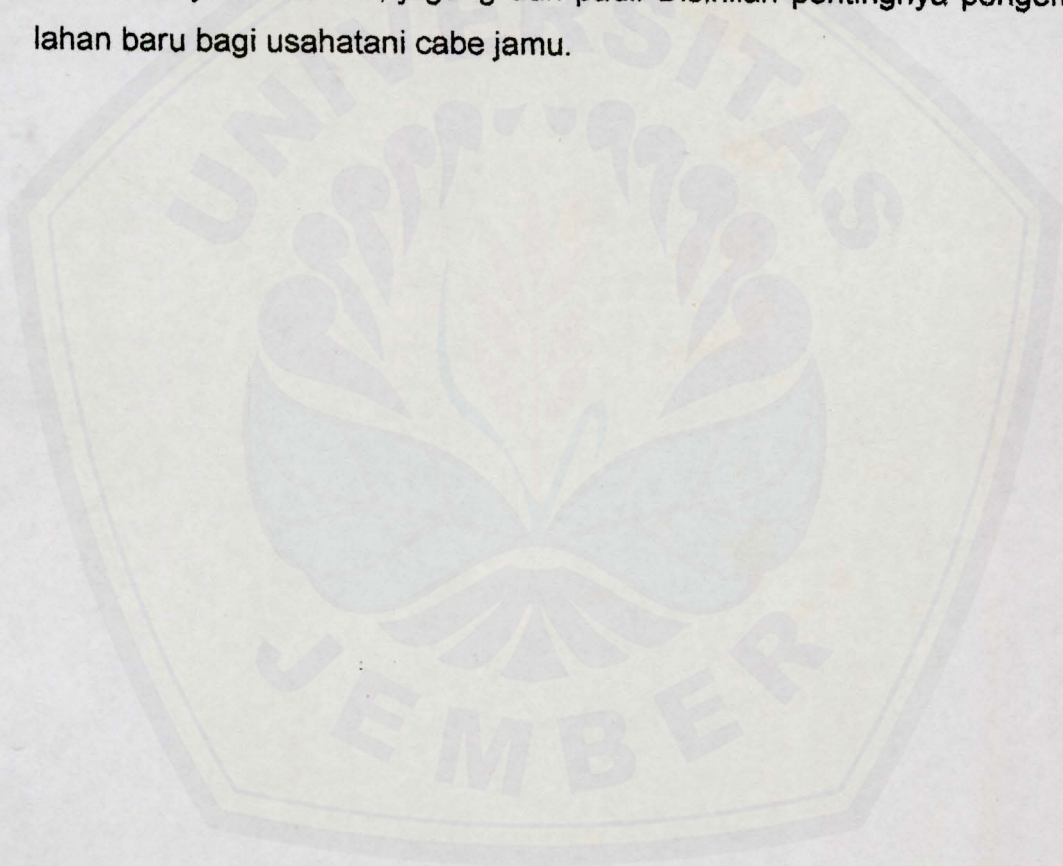 jagung dan padi. Disinilah pentingnya
lahan baru bagi usahatani cabe jamu.
UNIVERSITAS
JEMBER